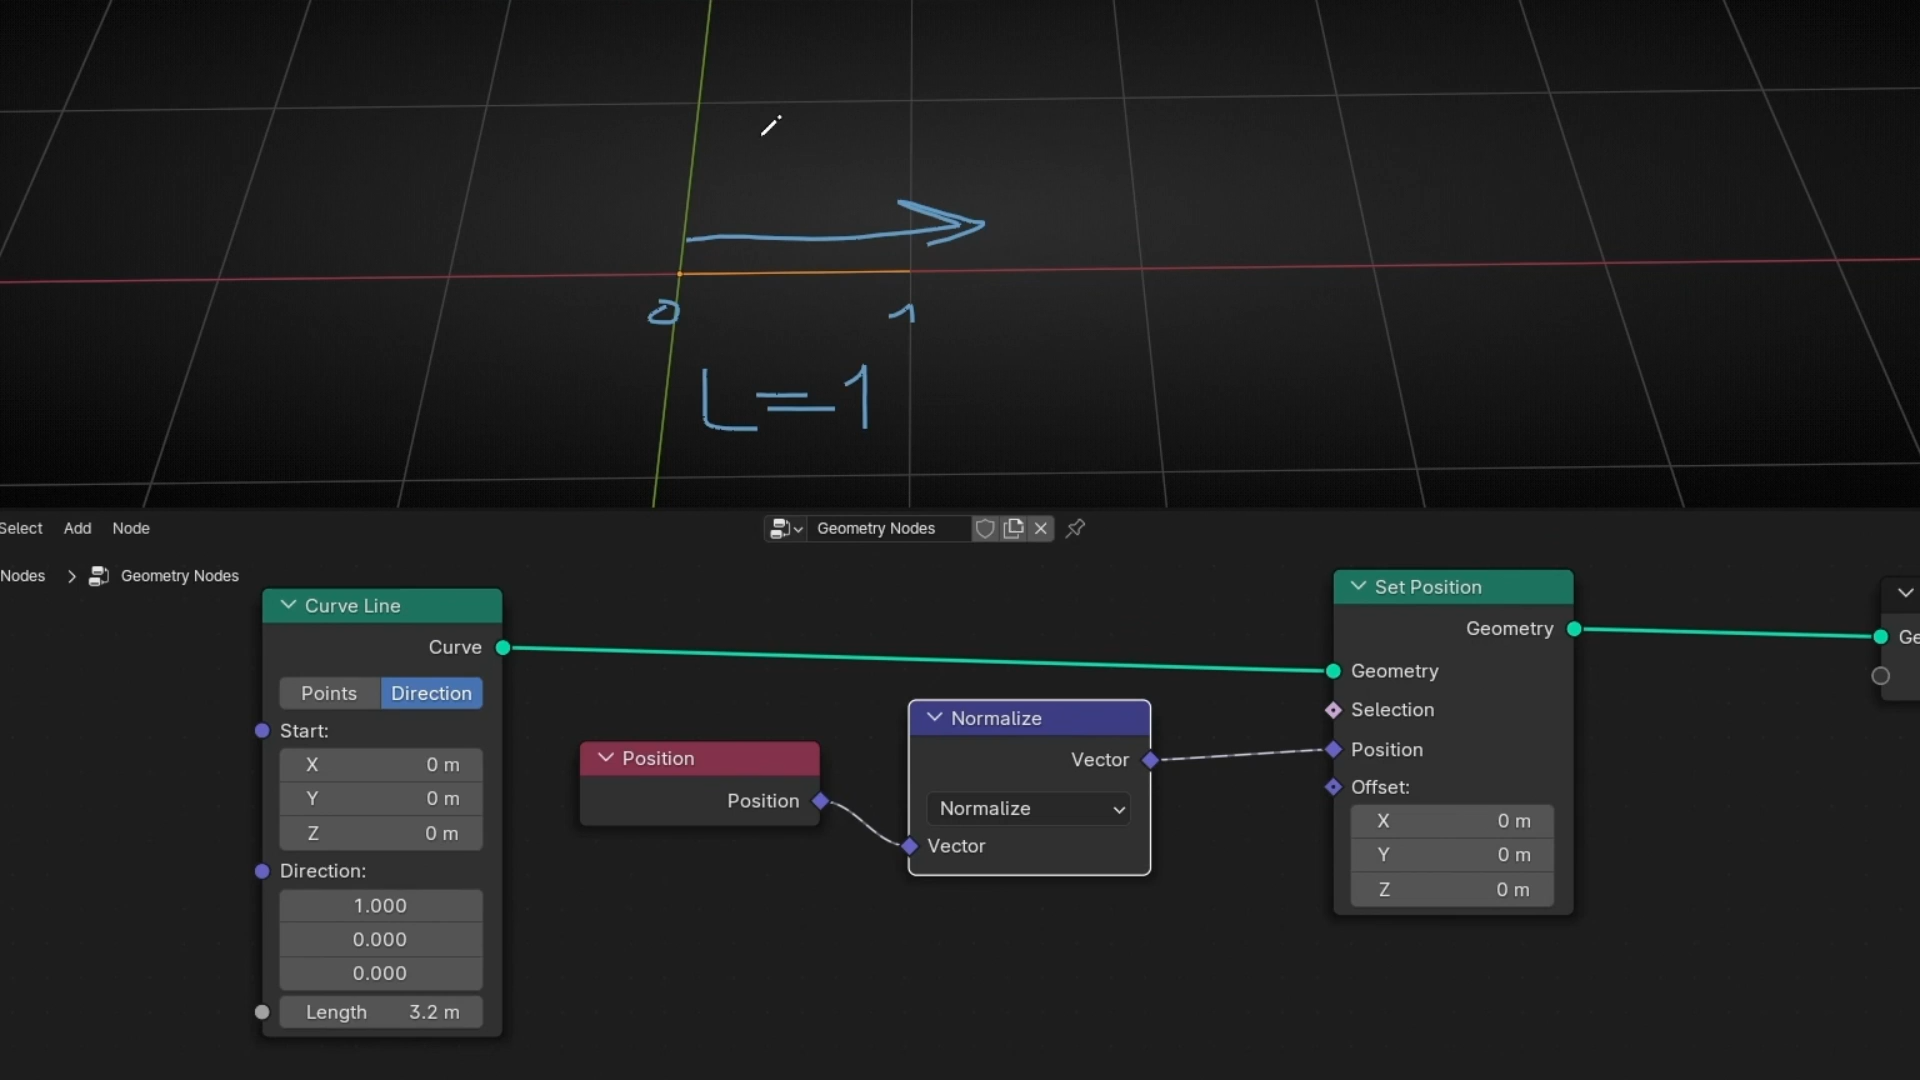 0 1
L=1
Select Add Node
Geometry Nodes
Nodes > Geometry Nodes
Curve Line
Curve
Points Direction
Start:
X 0 m
Y 0 m
Z 0 m
Direction:
1.000
0.000
0.000
Length 3.2 m
Position
Position
Normalize
Vector
Normalize
Vector
Set Position
Geometry
Geometry
Selection
Position
Offset:
X 0 m
Y 0 m
Z 0 m
Ge